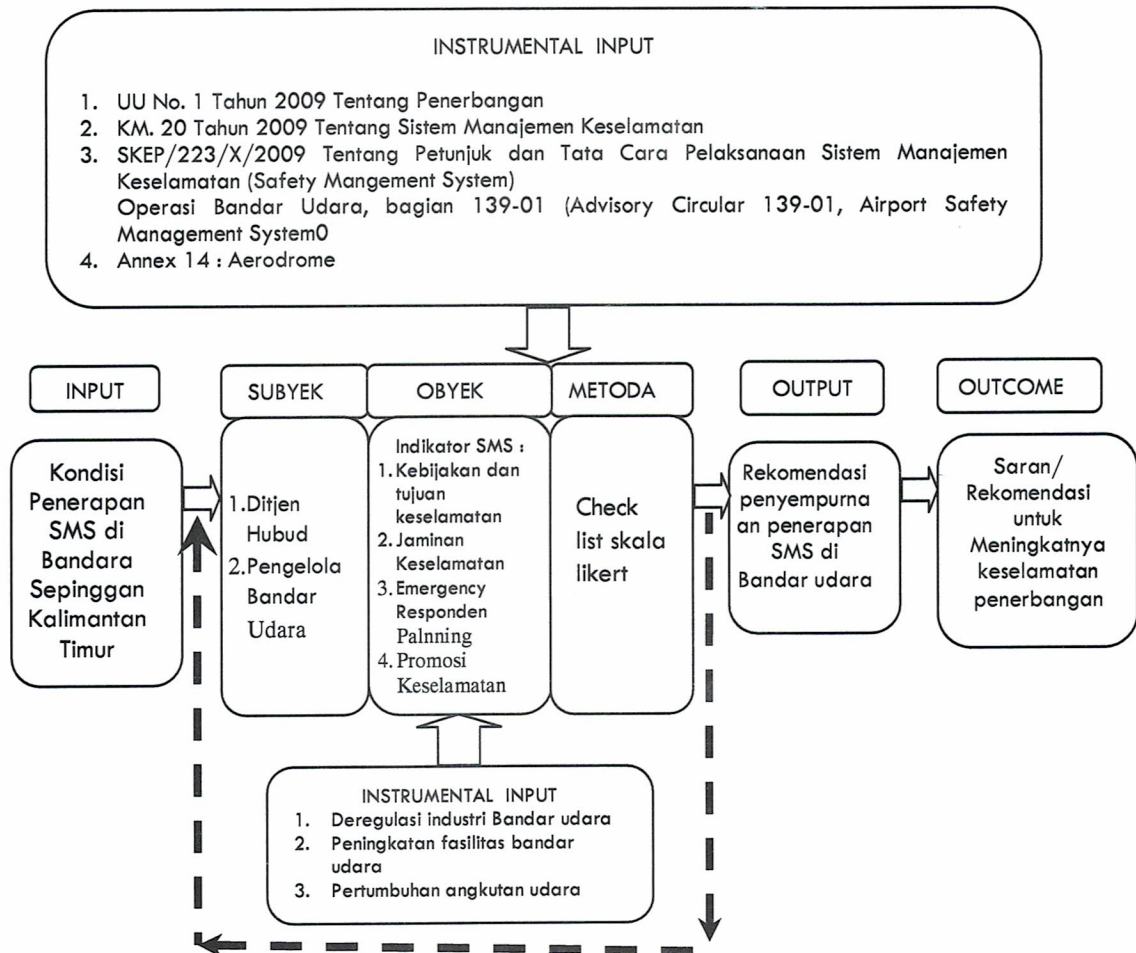 INSTRUMENTAL INPUT
1. UU No. 1 Tahun 2009 Tentang Penerbangan
2. KM. 20 Tahun 2009 Tentang Sistem Manajemen Keselamatan
3. SKEP/223/X/2009 Tentang Petunjuk dan Tata Cara Pelaksanaan Sistem Manajemen
Keselamatan (Safety Mangement System)
Operasi Bandar Udara, bagian 139-01 (Advisory Circular 139-01, Airport Safety
Management System0
4. Annex 14 : Aerodrome
INPUT
Kondisi
Penerapan
SMS di
Bandara
Sepinggan
Kalimantan
Timur
SUBYEK
1.Ditjen
Hubud
2.Pengelola
Bandar
Udara
OBYEK
Indikator SMS :
1. Kebijakan dan
tujuan
keselamatan
2. Jaminan
Keselamatan
3. Emergency
Responden
Palnning
4. Promosi
Keselamatan
METODA
Check
list skala
likert
OUTPUT
Rekomendasi
penyempurna
an penerapan
SMS di
Bandar udara
OUTCOME
Saran/
Rekomendasi
untuk
Meningkatnya
keselamatan
penerbangan
INSTRUMENTAL INPUT
1. Deregulasi industri Bandar udara
2. Peningkatan fasilitas bandar
udara
3. Pertumbuhan angkutan udara